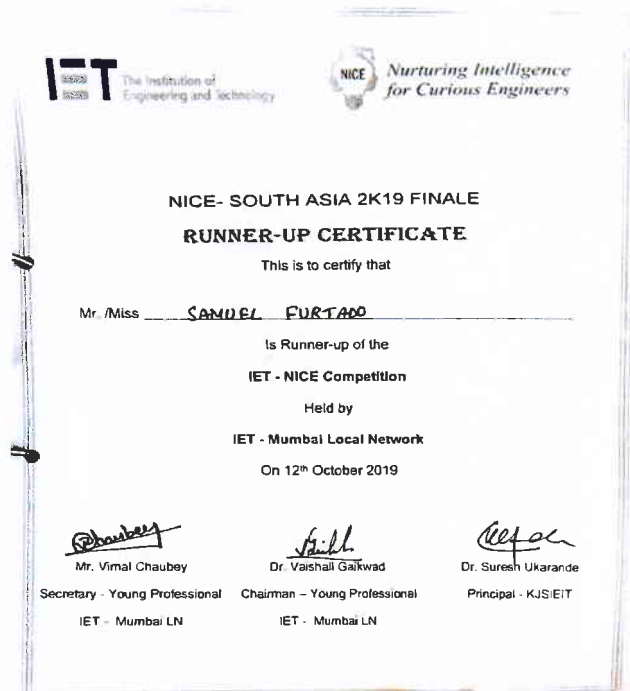 IET The Institution of
Engineering and Technology
NICE Nurturing Intelligence
for Curious Engineers
NICE- SOUTH ASIA 2K19 FINALE
RUNNER-UP CERTIFICATE
This is to certify that
Mr. /Miss SAMUEL FURTADO
Is Runner-up of the
IET - NICE Competition
Held by
IET - Mumbai Local Network
On 12th October 2019
Mr. Vimal Chaubey Dr. Vaishali Gaikwad Dr. Suresh Ukarande
Secretary - Young Professional Chairman – Young Professional Principal - KJSIEIT
IET - Mumbai LN IET - Mumbai LN